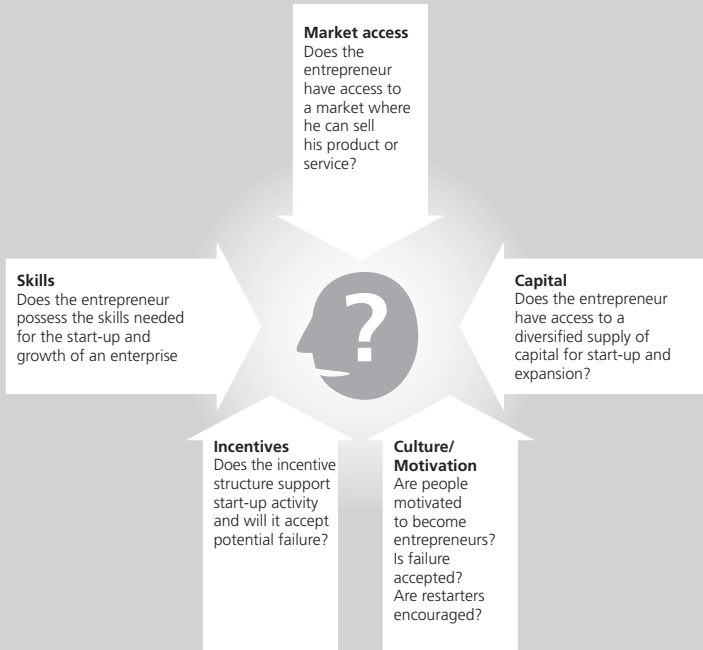 Market access
Does the
entrepreneur
have access to
a market where
he can sell
his product or
service?
Skills
Does the entrepreneur
possess the skills needed
for the start-up and
growth of an enterprise
Capital
Does the entrepreneur
have access to a
diversified supply of
capital for start-up and
expansion?
?
Incentives
Does the incentive
structure support
start-up activity
and will it accept
potential failure?
Culture/
Motivation
Are people
motivated
to become
entrepreneurs?
Is failure
accepted?
Are restarters
encouraged?